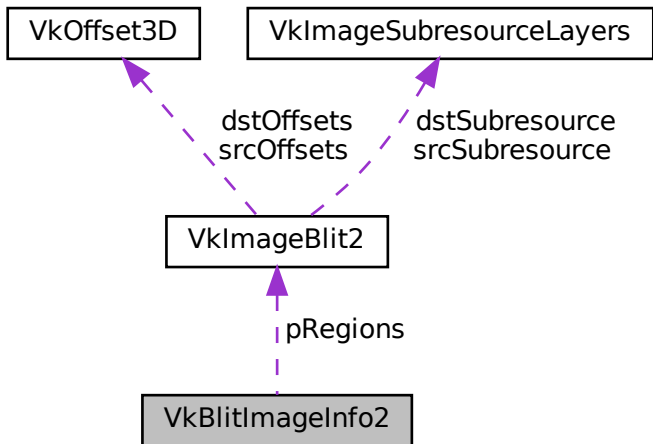 VkOffset3D
VkImageSubresourceLayers
dstOffsets
srcOffsets
dstSubresource
srcSubresource
VkImageBlit2
pRegions
VkBlitImageInfo2